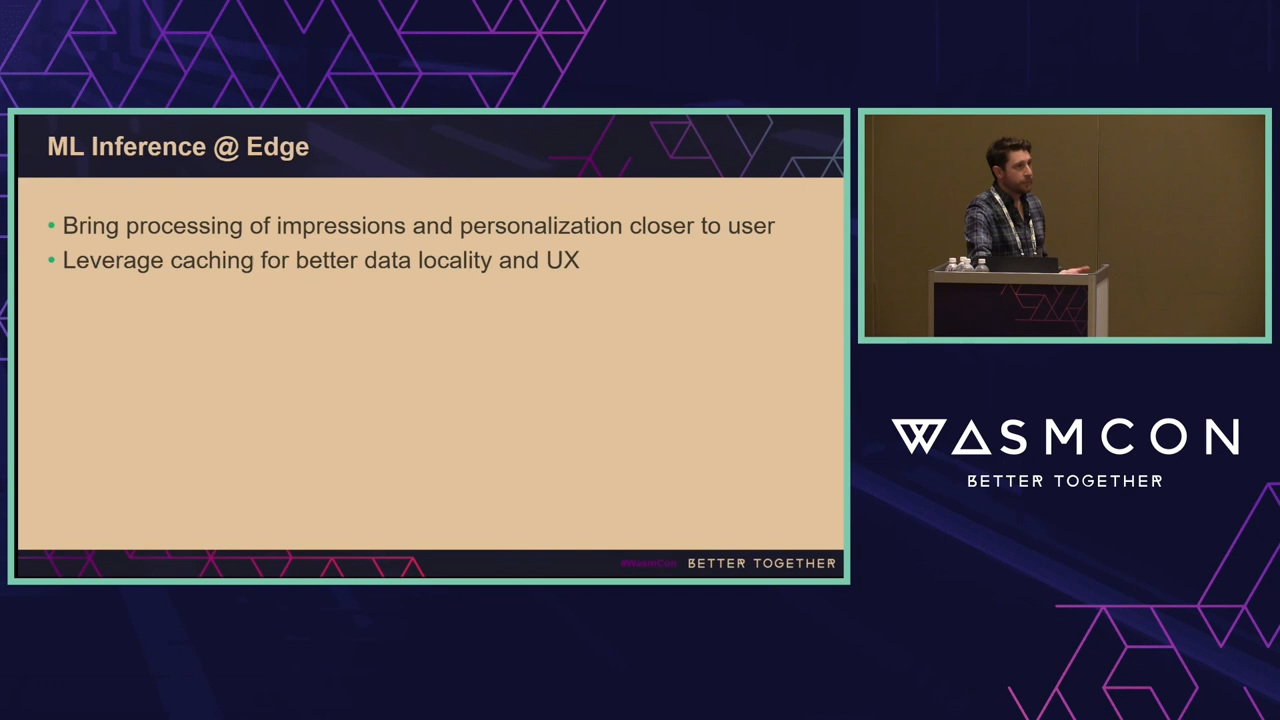 ML Inference @ Edge
• Bring processing of impressions and personalization closer to user
• Leverage caching for better data locality and UX
#WasmCon BETTER TOGETHER
WASMCON
BETTER TOGETHER